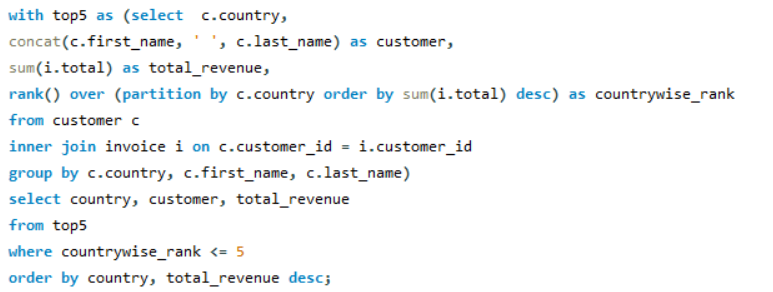 with top5 as (select  c.country,
concat(c.first_name, ' ', c.last_name) as customer,
sum(i.total) as total_revenue,
rank() over (partition by c.country order by sum(i.total) desc) as countrywise_rank
from customer c
inner join invoice i on c.customer_id = i.customer_id
group by c.country, c.first_name, c.last_name)
select country, customer, total_revenue
from top5
where countrywise_rank <= 5
order by country, total_revenue desc;